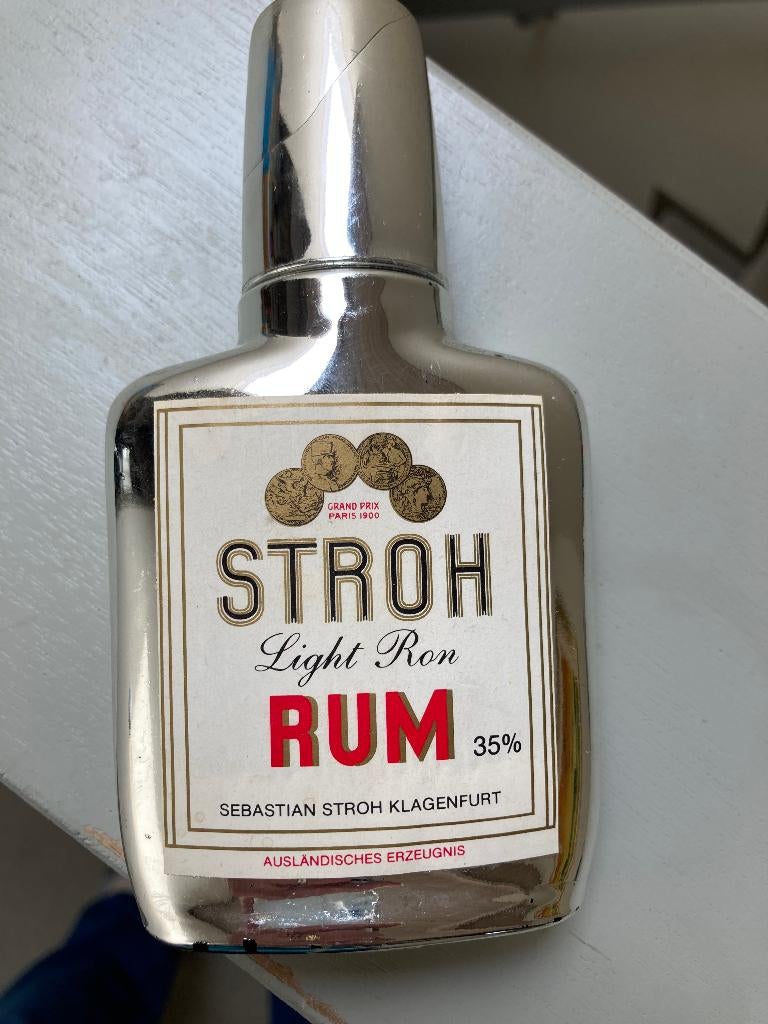 GRAND PRIX
PARIS 1900
STROH
Light Ron
RUM
35%
SEBASTIAN STROH KLAGENFURT
AUSLÄNDISCHES ERZEUGNIS